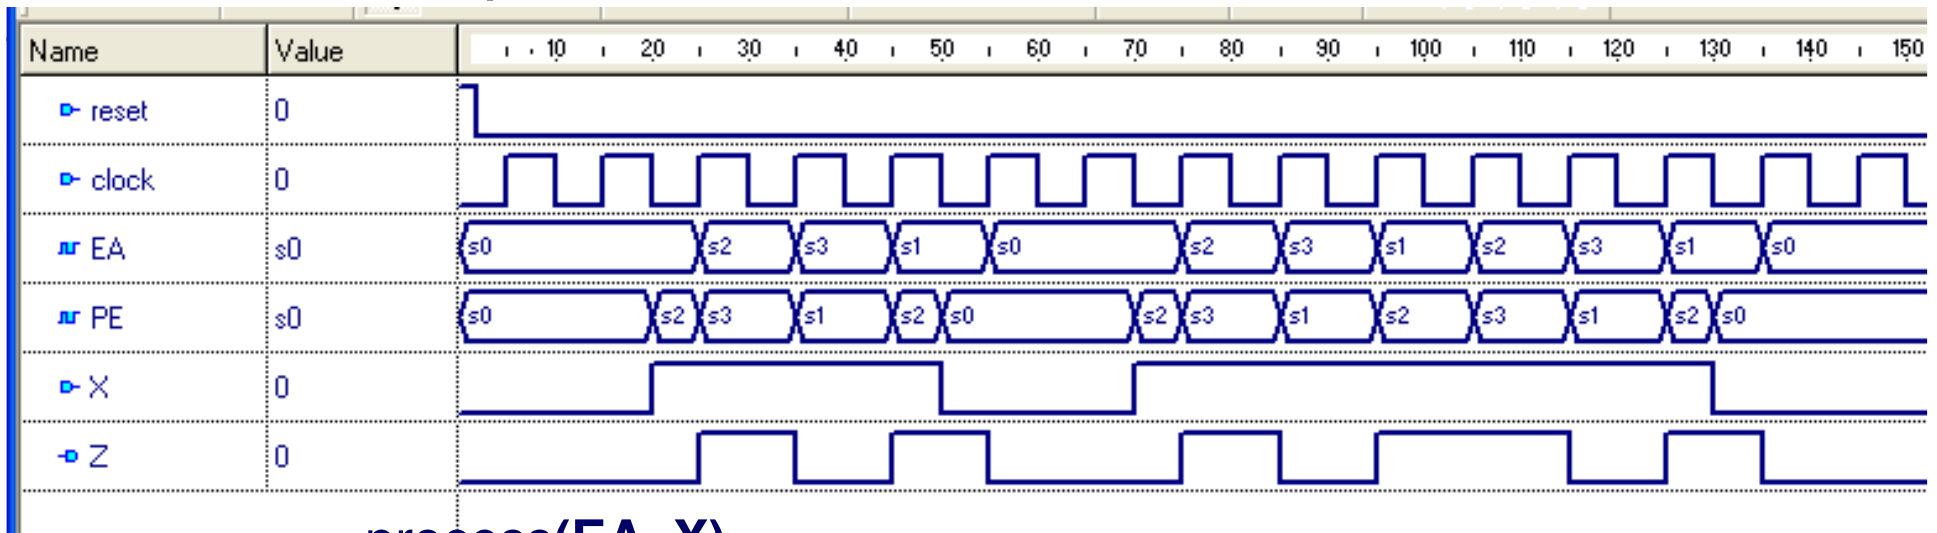 Name Value 10 20 30 40 50 60 70 80 90 100 110 120 130 140 150
reset 0
clock 0
EA s0 s0 s2 s3 s1 s0 s2 s3 s1 s2 s3 s1 s0
PE s0 s0 s2 s3 s1 s2 s0 s2 s3 s1 s2 s3 s1 s2 s0
X 0
Z 0
process(EA, X)